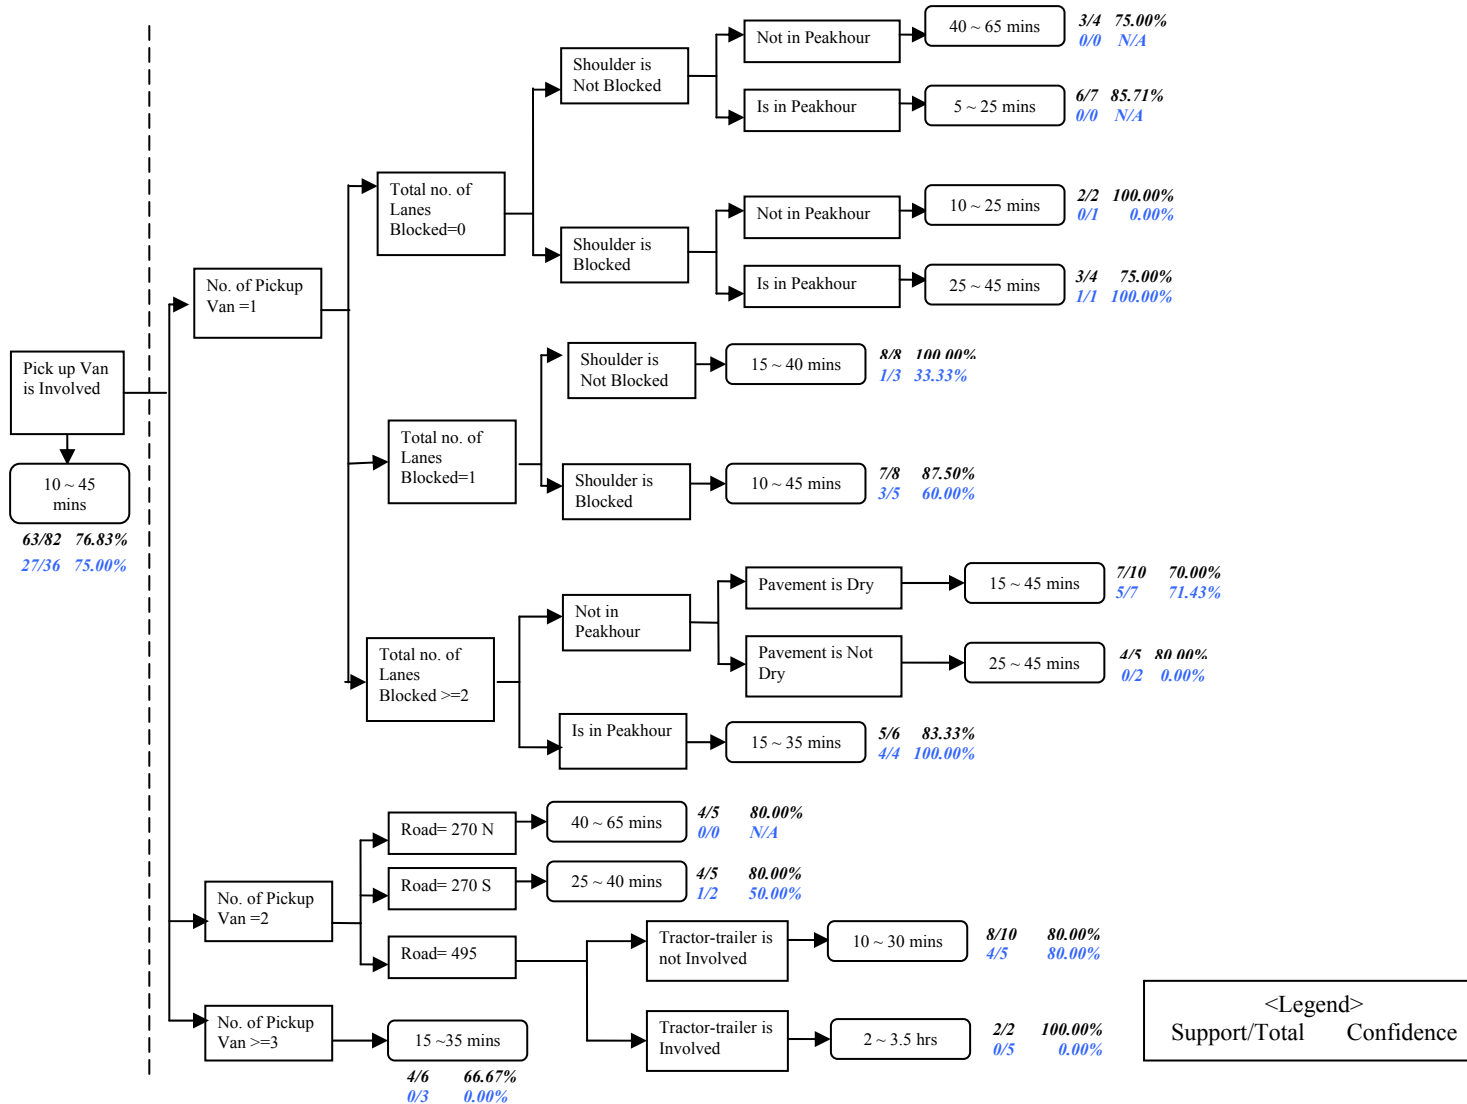 Pick up Van
is Involved
10 ~ 45
mins
63/82 76.83%
27/36 75.00%
No. of Pickup
Van =1
Total no. of
Lanes
Blocked=0
Shoulder is
Not Blocked
Not in Peakhour
40 ~ 65 mins
3/4 75.00%
0/0 N/A
Is in Peakhour
5 ~ 25 mins
6/7 85.71%
0/0 N/A
Shoulder is
Blocked
Not in Peakhour
10 ~ 25 mins
2/2 100.00%
0/1 0.00%
Is in Peakhour
25 ~ 45 mins
3/4 75.00%
1/1 100.00%
Total no. of
Lanes
Blocked=1
Shoulder is
Not Blocked
15 ~ 40 mins
8/8 100.00%
1/3 33.33%
Shoulder is
Blocked
10 ~ 45 mins
7/8 87.50%
3/5 60.00%
Total no. of
Lanes
Blocked >=2
Not in
Peakhour
Pavement is Dry
15 ~ 45 mins
7/10 70.00%
5/7 71.43%
Pavement is Not
Dry
25 ~ 45 mins
4/5 80.00%
0/2 0.00%
Is in Peakhour
15 ~ 35 mins
5/6 83.33%
4/4 100.00%
No. of Pickup
Van =2
Road= 270 N
40 ~ 65 mins
4/5 80.00%
0/0 N/A
Road= 270 S
25 ~ 40 mins
4/5 80.00%
1/2 50.00%
Road= 495
Tractor-trailer is
not Involved
10 ~ 30 mins
8/10 80.00%
4/5 80.00%
Tractor-trailer is
Involved
2 ~ 3.5 hrs
2/2 100.00%
0/5 0.00%
No. of Pickup
Van >=3
15 ~35 mins
4/6 66.67%
0/3 0.00%
<Legend>
Support/Total Confidence